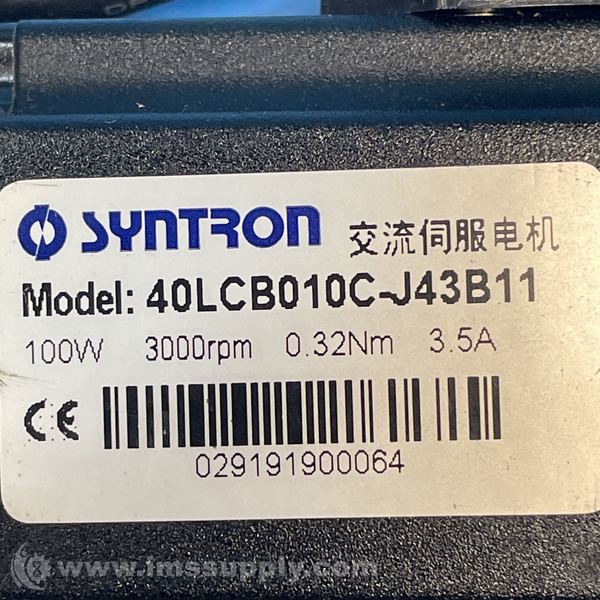 SYNTRON 交流伺服电机
Model: 40LCB010C-J43B11
100W 3000rpm 0.32Nm 3.5A
CE
029191900064
www.imssupply.com